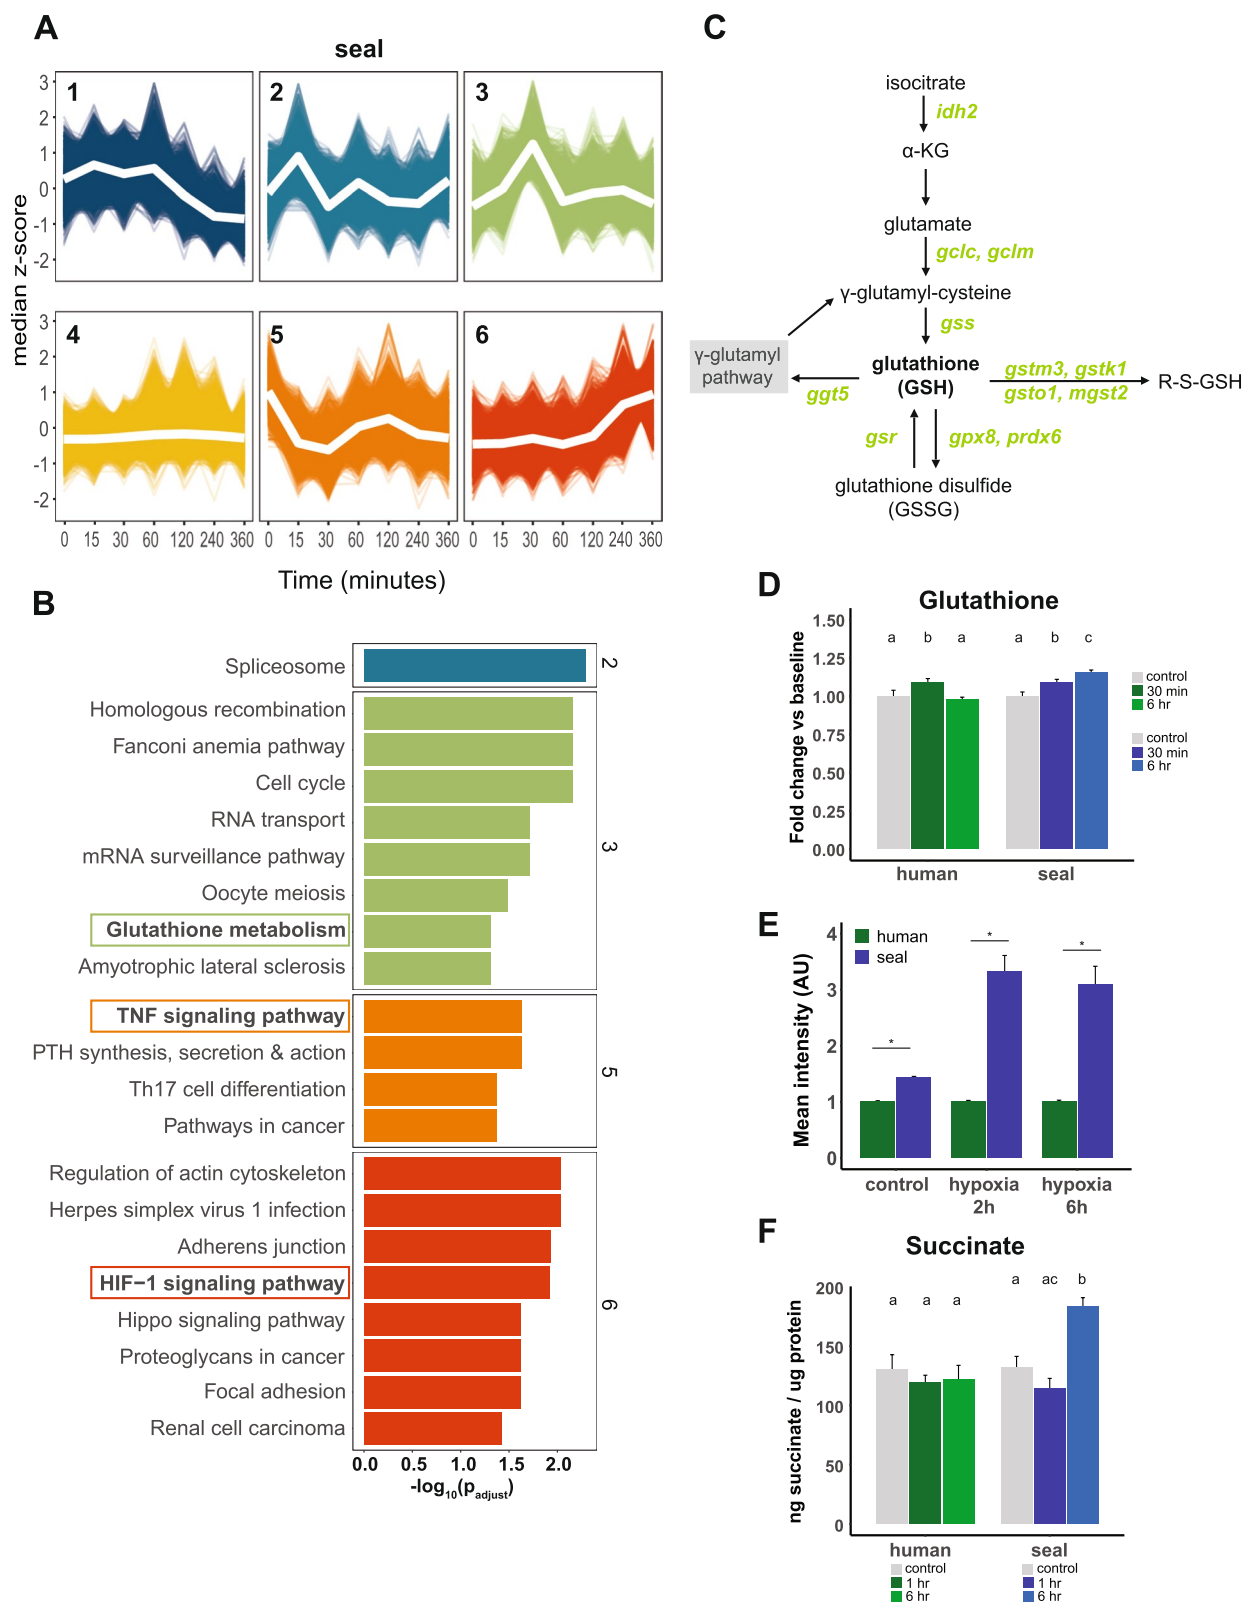 A
seal
1
2
3
3
2
1
0
-1
-2
4
5
6
3
2
1
0
-1
-2
median z-score
0 15 30 60 120 240 360
0 15 30 60 120 240 360
0 15 30 60 120 240 360
Time (minutes)
B
Spliceosome
2
Homologous recombination
Fanconi anemia pathway
Cell cycle
RNA transport
mRNA surveillance pathway
Oocyte meiosis
Glutathione metabolism
Amyotrophic lateral sclerosis
3
TNF signaling pathway
PTH synthesis, secretion & action
Th17 cell differentiation
Pathways in cancer
5
Regulation of actin cytoskeleton
Herpes simplex virus 1 infection
Adherens junction
HIF−1 signaling pathway
Hippo signaling pathway
Proteoglycans in cancer
Focal adhesion
Renal cell carcinoma
6
0.0 0.5 1.0 1.5 2.0
-log10(padjust)
C
isocitrate
idh2
α-KG
glutamate
gclc, gclm
γ-glutamyl-cysteine
gss
γ-glutamyl
pathway
ggt5
glutathione
(GSH)
gstm3, gstk1
gsto1, mgst2
R-S-GSH
gsr
gpx8, prdx6
glutathione disulfide
(GSSG)
D
Glutathione
Fold change vs baseline
1.50
1.25
1.00
0.75
0.50
0.25
0.00
a b a a b c
human seal
control
30 min
6 hr
control
30 min
6 hr
E
Mean intensity (AU)
4
3
2
1
0
human
seal
* * *
control hypoxia hypoxia
2h 6h
F
Succinate
ng succinate / ug protein
200
150
100
50
0
a a a a ac b
human seal
control control
1 hr 1 hr
6 hr 6 hr